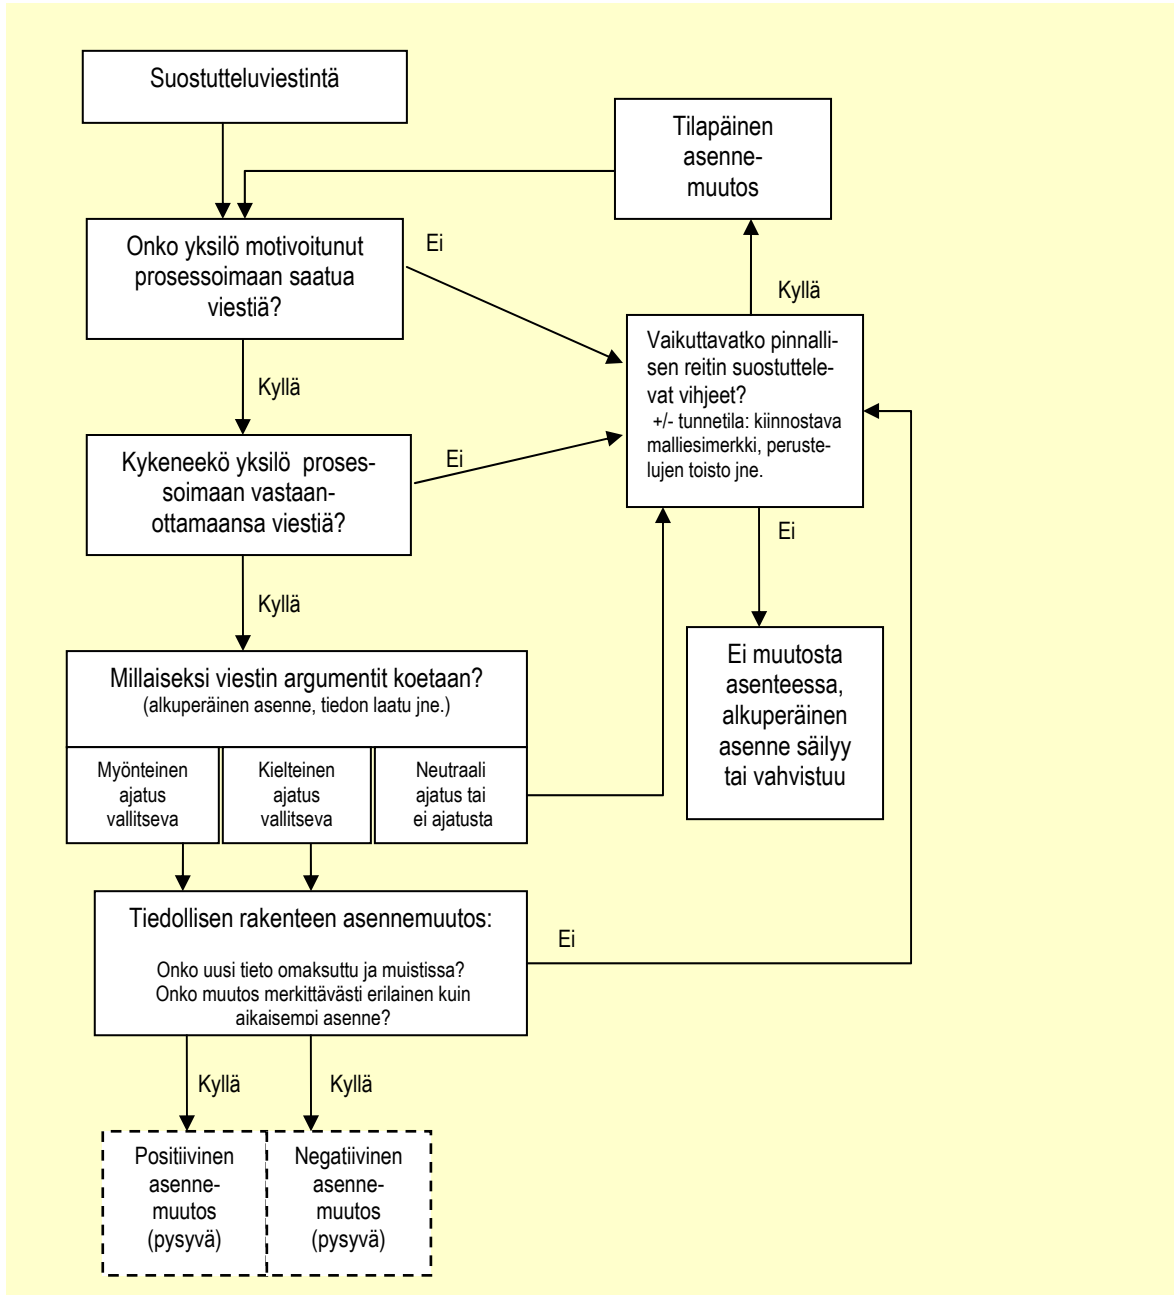 Suostutteluviestintä
Tilapäinen
asenne-
muutos
Onko yksilö motivoitunut
prosessoimaan saatua
viestiä?
Ei
Kyllä
Vaikuttavatko pinnalli-
sen reitin suostuttele-
vat vihjeet?
+/- tunnetila: kiinnostava
malliesimerkki, peruste-
lujen toisto jne.
Kyllä
Kykeneekö yksilö proses-
soimaan vastaan-
ottamaansa viestiä?
Ei
Ei
Kyllä
Ei muutosta
asenteessa,
alkuperäinen
asenne säilyy
tai vahvistuu
Millaiseksi viestin argumentit koetaan?
(alkuperäinen asenne, tiedon laatu jne.)
Myönteinen
ajatus
vallitseva
Kielteinen
ajatus
vallitseva
Neutraali
ajatus tai
ei ajatusta
Tiedollisen rakenteen asennemuutos:
Onko uusi tieto omaksuttu ja muistissa?
Onko muutos merkittävästi erilainen kuin
aikaisempi asenne?
Ei
Kyllä
Kyllä
Positiivinen
asenne-
muutos
(pysyvä)
Negatiivinen
asenne-
muutos
(pysyvä)